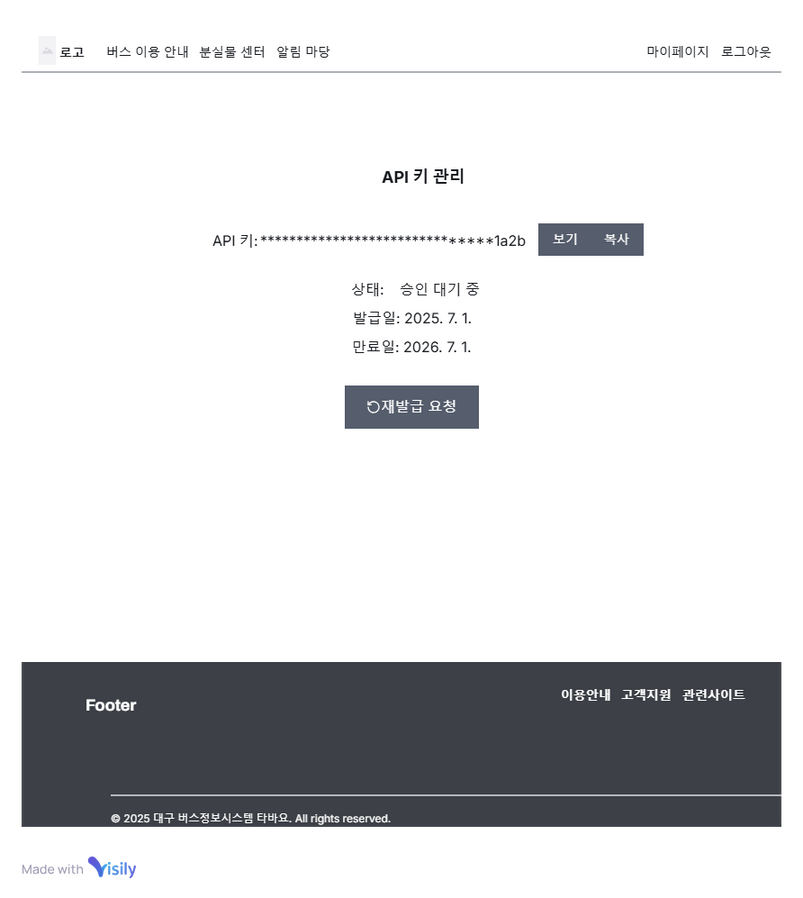 로고 버스 이용 안내 분실물 센터 알림 마당 마이페이지 로그아웃
API 키 관리
API 키: ********************************1a2b 보기 복사
상태: 승인 대기 중
발급일: 2025. 7. 1.
만료일: 2026. 7. 1.
재발급 요청
Footer 이용안내 고객지원 관련사이트
© 2025 대구 버스정보시스템 타바요. All rights reserved.
Made with Visily